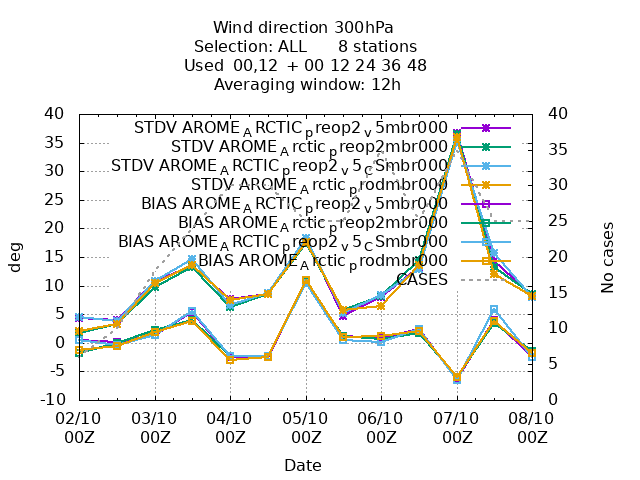 Wind direction 300hPa
Selection: ALL 8 stations
Used 00,12 + 00 12 24 36 48
Averaging window: 12h
40 40
STDV AROME_ARCTIC_preop2_v5mbr000
35 35
STDV AROME_Arctic_preop2mbr000
STDV AROME_ARCTIC_preop2_v5_CSmbr000
30 30
STDV AROME_Arctic_prodmbr000
BIAS AROME_ARCTIC_preop2_v5mbr000
25 25
BIAS AROME_Arctic_preop2mbr000
20 20
BIAS AROME_ARCTIC_preop2_v5_CSmbr000
BIAS AROME_Arctic_prodmbr000
15 15
CASES
10
10
5
0
5
-5
-10 0
deg
No cases
02/10 03/10 04/10 05/10 06/10 07/10 08/10
00Z 00Z 00Z 00Z 00Z 00Z 00Z
Date